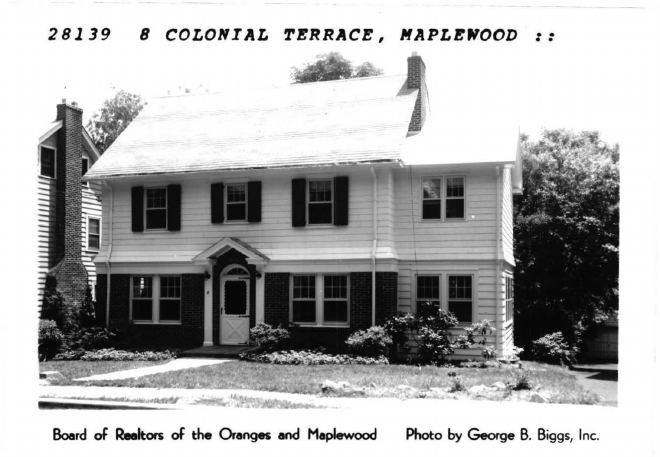 28139 8 COLONIAL TERRACE, MAPLEWOOD ::
Board of Realtors of the Oranges and Maplewood Photo by George B. Biggs, Inc.